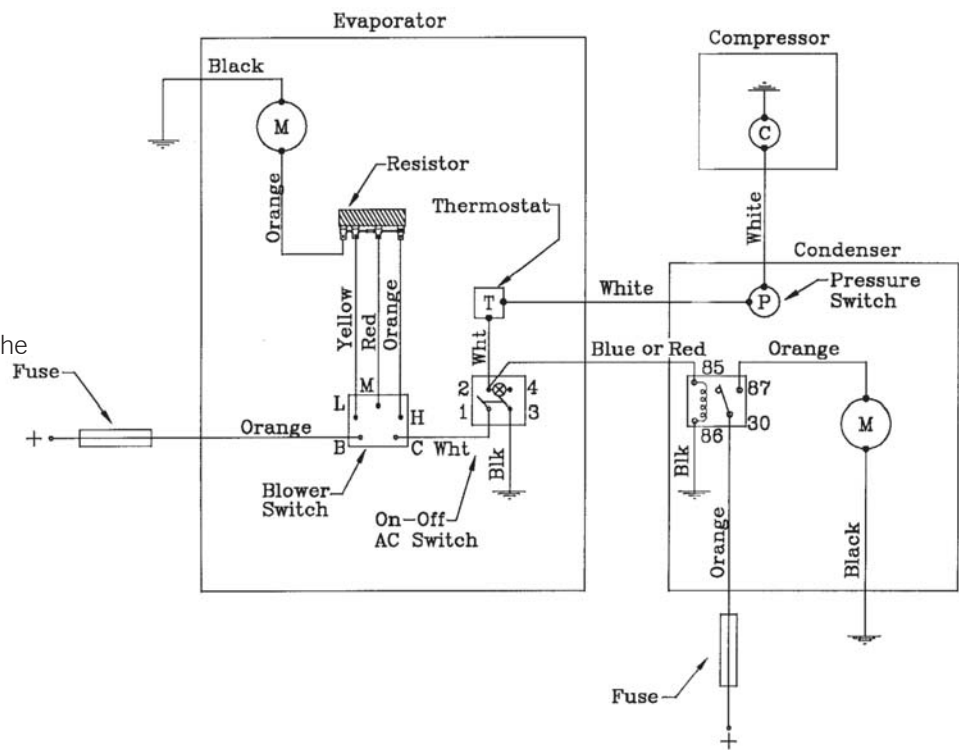 Evaporator
Compressor
Black
M
C
Resistor
Orange
Thermostat
White
Condenser
T
White
P
Pressure
Switch
he
Fuse
Yellow
Red
Orange
Wht
Blue or Red
Orange
M
L
H
B
C
2
4
1
3
85
87
86
30
M
+
Orange
Wht
Blk
Blk
Blower
Switch
On-Off
AC Switch
Orange
Black
Fuse
+